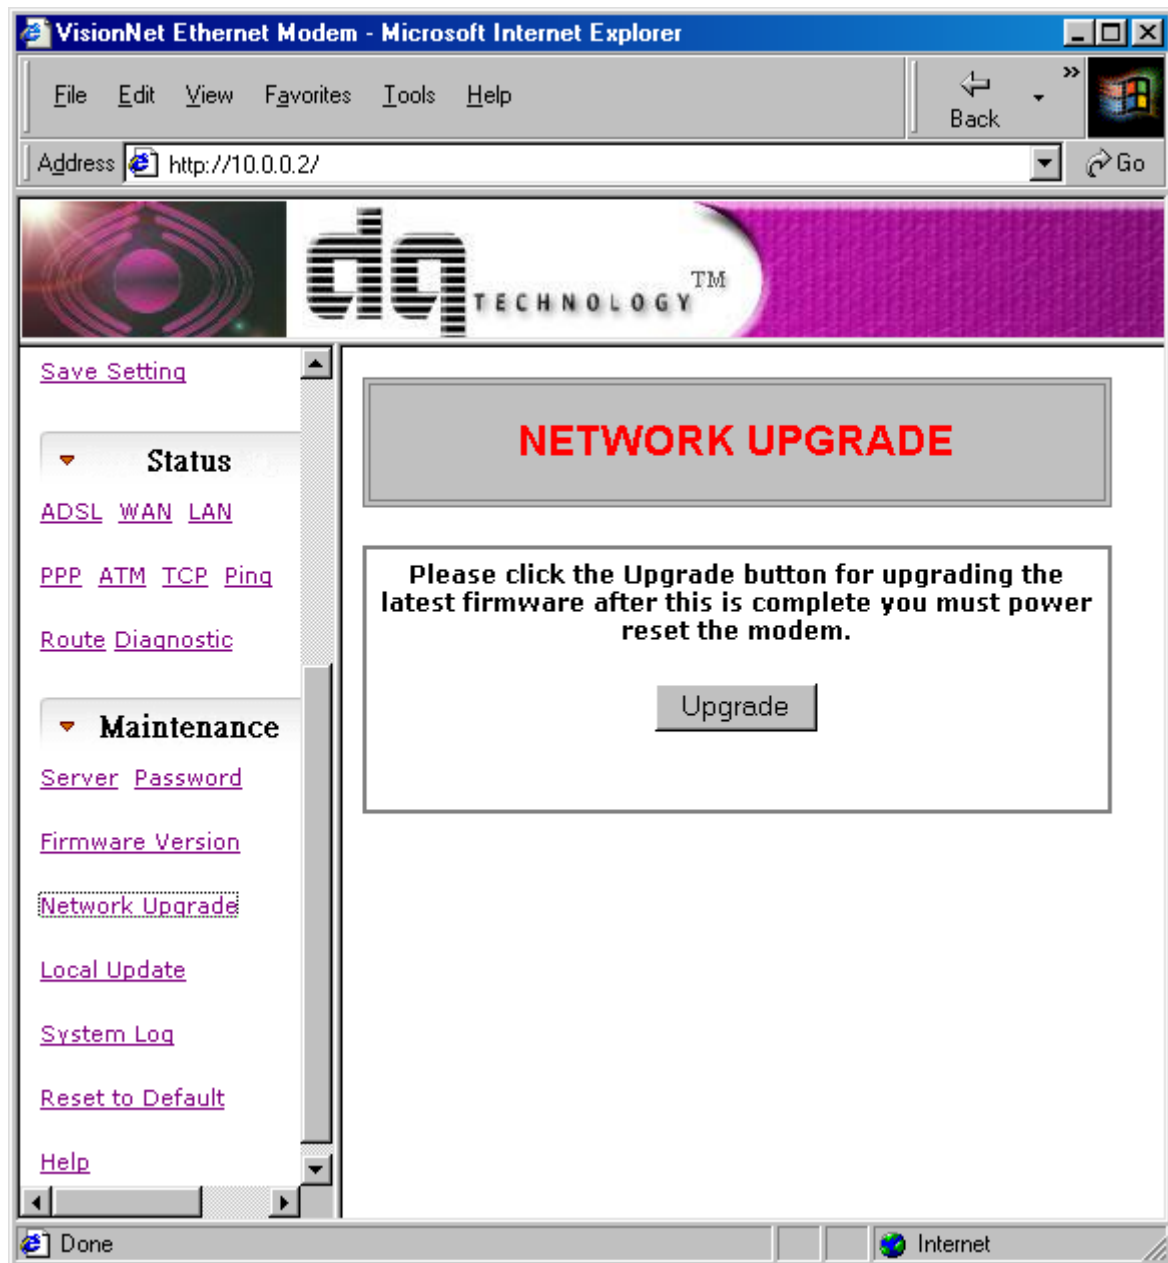 VisionNet Ethernet Modem - Microsoft Internet Explorer
File Edit View Favorites Tools Help
Back
»
Address http://10.0.0.2/ Go
dq TECHNOLOGY TM
Save Setting
Status
ADSL WAN LAN
PPP ATM TCP Ping
Route Diagnostic
Maintenance
Server Password
Firmware Version
Network Upgrade
Local Update
System Log
Reset to Default
Help
NETWORK UPGRADE
Please click the Upgrade button for upgrading the
latest firmware after this is complete you must power
reset the modem.
Upgrade
Done Internet